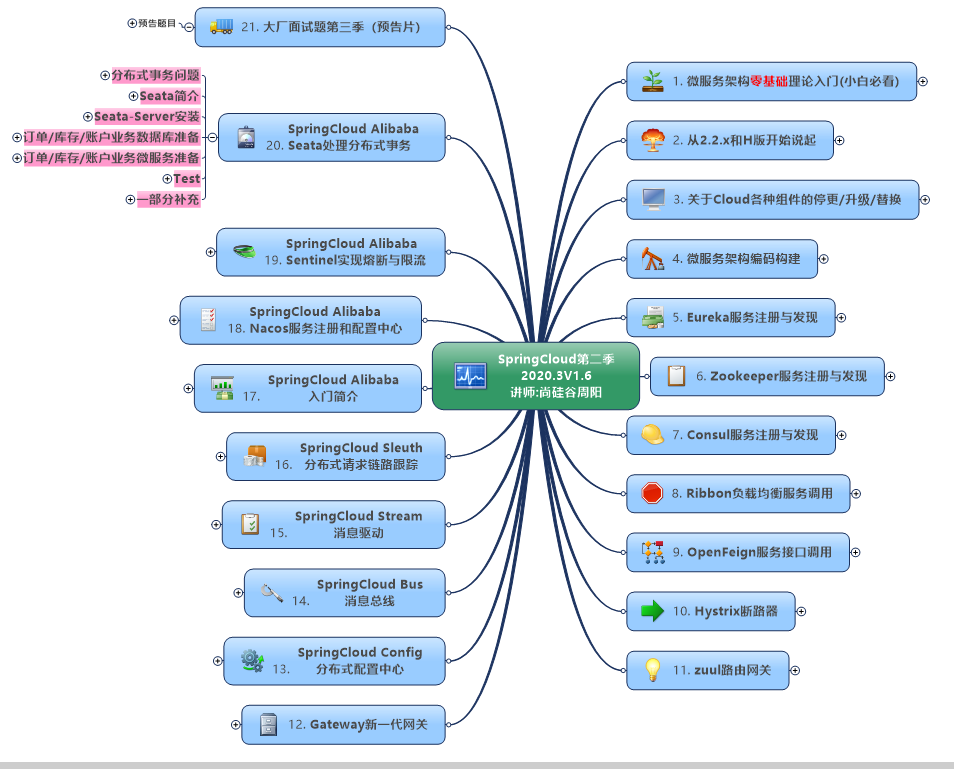 SpringCloud第二季
2020.3V1.6
讲师:尚硅谷周阳
1. 微服务架构零基础理论入门(小白必看)
2. 从2.2.x和H版开始说起
3. 关于Cloud各种组件的停更/升级/替换
4. 微服务架构编码构建
5. Eureka服务注册与发现
6. Zookeeper服务注册与发现
7. Consul服务注册与发现
8. Ribbon负载均衡服务调用
9. OpenFeign服务接口调用
10. Hystrix断路器
11. zuul路由网关
12. Gateway新一代网关
SpringCloud Config
13. 分布式配置中心
SpringCloud Bus
14. 消息总线
SpringCloud Stream
15. 消息驱动
SpringCloud Sleuth
16. 分布式请求链路跟踪
SpringCloud Alibaba
17. 入门简介
SpringCloud Alibaba
18. Nacos服务注册和配置中心
SpringCloud Alibaba
19. Sentinel实现熔断与限流
SpringCloud Alibaba
20. Seata处理分布式事务
分布式事务问题
Seata简介
Seata-Server安装
订单/库存/账户业务数据库准备
订单/库存/账户业务微服务准备
Test
一部分补充
21. 大厂面试题第三季 (预告片)
预告题目